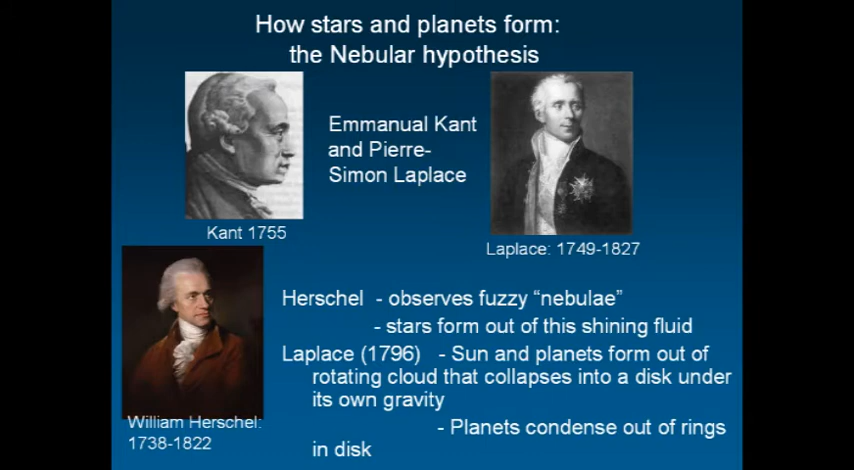 How stars and planets form:
the Nebular hypothesis
Emmanual Kant
and Pierre-
Simon Laplace
Kant 1755
Laplace: 1749-1827
Herschel - observes fuzzy “nebulae”
- stars form out of this shining fluid
Laplace (1796) - Sun and planets form out of
rotating cloud that collapses into a disk under
its own gravity
- Planets condense out of rings
in disk
William Herschel:
1738-1822